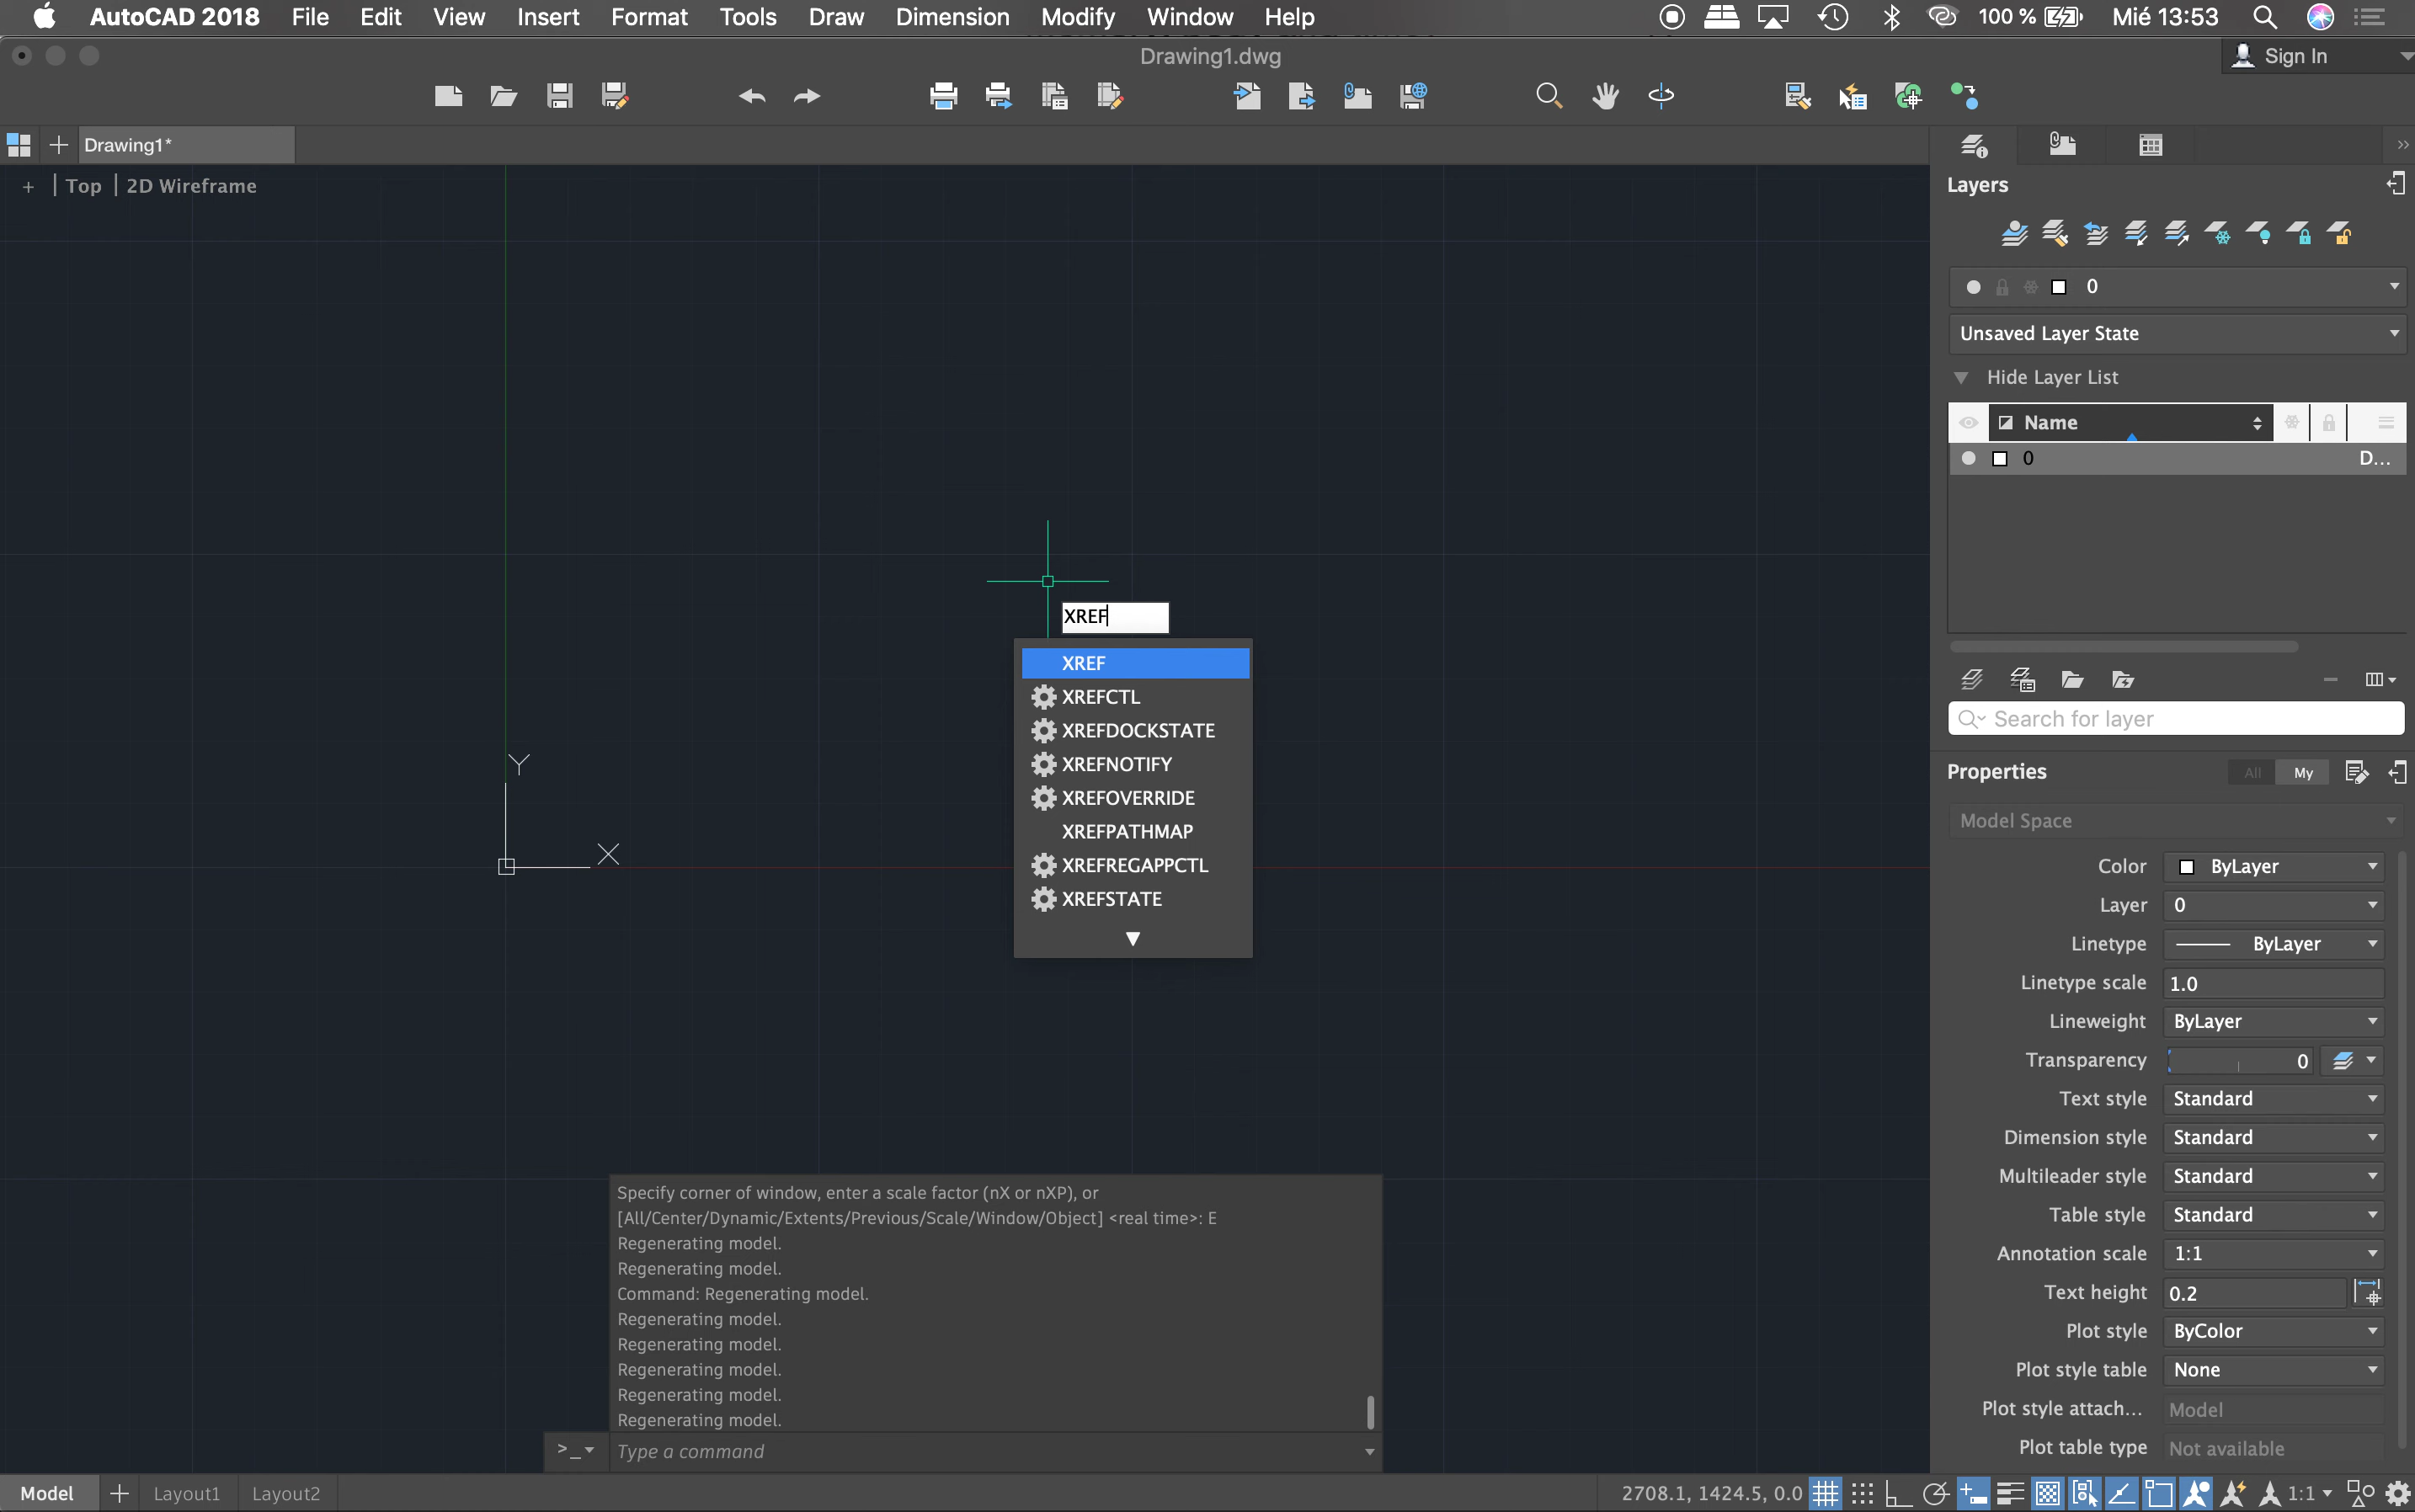 AutoCAD 2018 File Edit View Insert Format Tools Draw Dimension Modify Window Help 100 % Mié 13:53
Drawing1.dwg
Sign In
Drawing1*
+ | Top | 2D Wireframe
Layers
0
Unsaved Layer State
Hide Layer List
Name
0 D...
Search for layer
XREF
XREF
XREFCTL
XREFDOCKSTATE
XREFNOTIFY
XREFOVERRIDE
XREFPATHMAP
XREFREGAPPCTL
XREFSTATE
Y
X
Properties All My
Model Space
Color ByLayer
Layer 0
Linetype ByLayer
Linetype scale 1.0
Lineweight ByLayer
Transparency 0
Text style Standard
Dimension style Standard
Multileader style Standard
Table style Standard
Annotation scale 1:1
Text height 0.2
Plot style ByColor
Plot style table None
Plot style attach... Model
Plot table type Not available
Specify corner of window, enter a scale factor (nX or nXP), or
[All/Center/Dynamic/Extents/Previous/Scale/Window/Object] <real time>: E
Regenerating model.
Regenerating model.
Command: Regenerating model.
Regenerating model.
Regenerating model.
Regenerating model.
Regenerating model.
Regenerating model.
>_ Type a command
Model + Layout1 Layout2 2708.1, 1424.5, 0.0 1:1